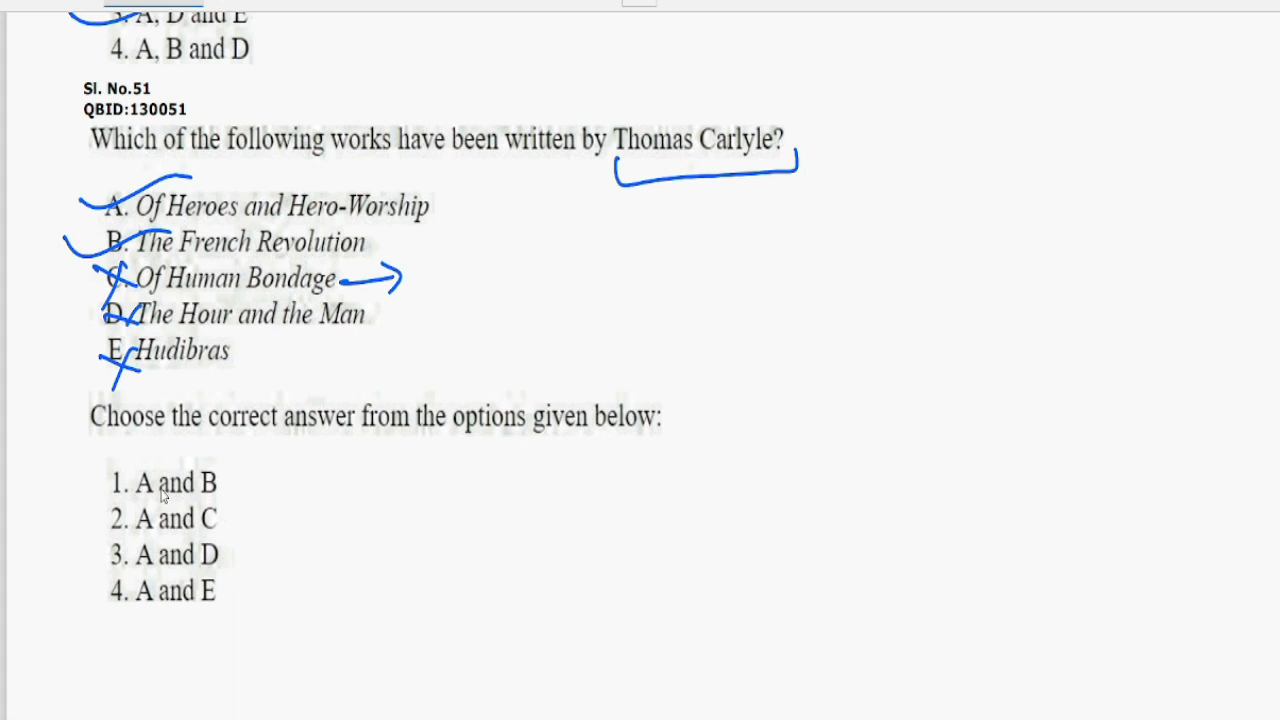 3. A, D and E
4. A, B and D
Sl. No.51
QBID:130051
Which of the following works have been written by Thomas Carlyle?
A. Of Heroes and Hero-Worship
B. The French Revolution
C. Of Human Bondage
D. The Hour and the Man
E. Hudibras
Choose the correct answer from the options given below:
1. A and B
2. A and C
3. A and D
4. A and E